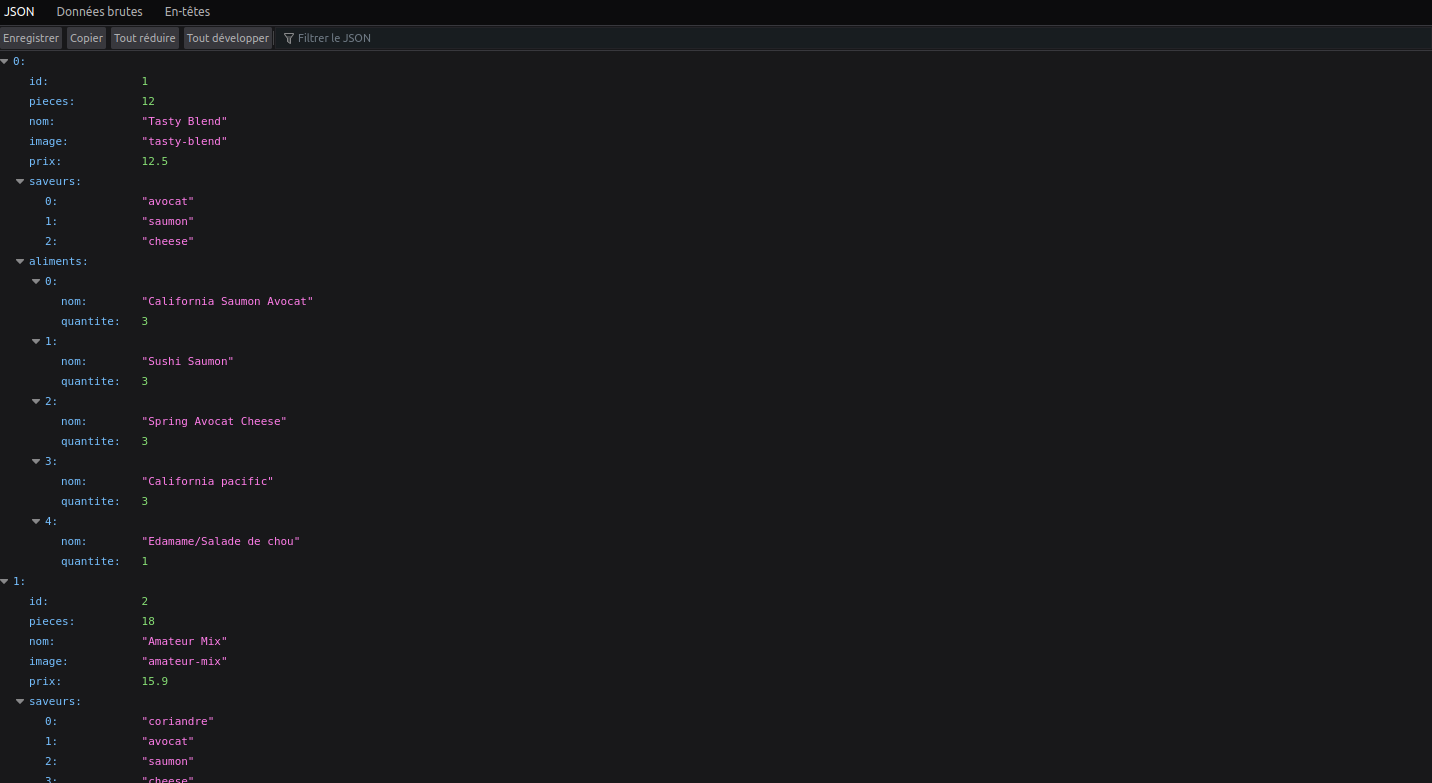 JSON Données brutes En-têtes
Enregistrer Copier Tout réduire Tout développer Filtrer le JSON
0:
id: 1
pieces: 12
nom: "Tasty Blend"
image: "tasty-blend"
prix: 12.5
saveurs:
0: "avocat"
1: "saumon"
2: "cheese"
aliments:
0:
nom: "California Saumon Avocat"
quantite: 3
1:
nom: "Sushi Saumon"
quantite: 3
2:
nom: "Spring Avocat Cheese"
quantite: 3
3:
nom: "California pacific"
quantite: 3
4:
nom: "Edamame/Salade de chou"
quantite: 1
1:
id: 2
pieces: 18
nom: "Amateur Mix"
image: "amateur-mix"
prix: 15.9
saveurs:
0: "coriandre"
1: "avocat"
2: "saumon"
3: "cheese"